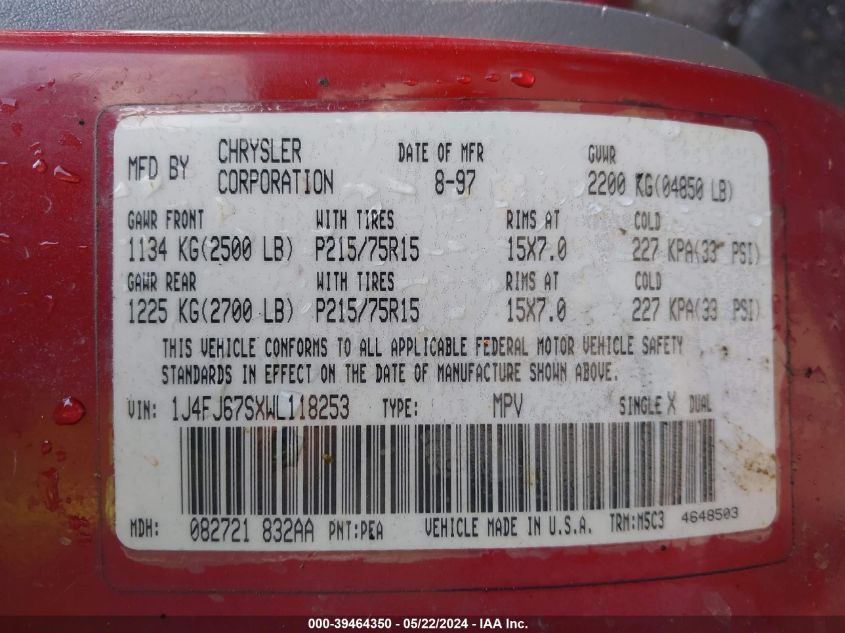 MFD BY CHRYSLER CORPORATION DATE OF MFR 8-97 GVWR 2200 KG(04850 LB)
GAWR FRONT WITH TIRES RIMS AT COLD
1134 KG(2500 LB) P215/75R15 15X7.0 227 KPA(33 PSI)
GAWR REAR WITH TIRES RIMS AT COLD
1225 KG(2700 LB) P215/75R15 15X7.0 227 KPA(33 PSI)
THIS VEHICLE CONFORMS TO ALL APPLICABLE FEDERAL MOTOR VEHICLE SAFETY
STANDARDS IN EFFECT ON THE DATE OF MANUFACTURE SHOWN ABOVE.
VIN: 1J4FJ67SXWL118253 TYPE: MPV SINGLE X DUAL
MDH: 082721 832AA PNT:PEA VEHICLE MADE IN U.S.A. TRM:M5C3 4648503
000-39464350 - 05/22/2024 - IAA Inc.